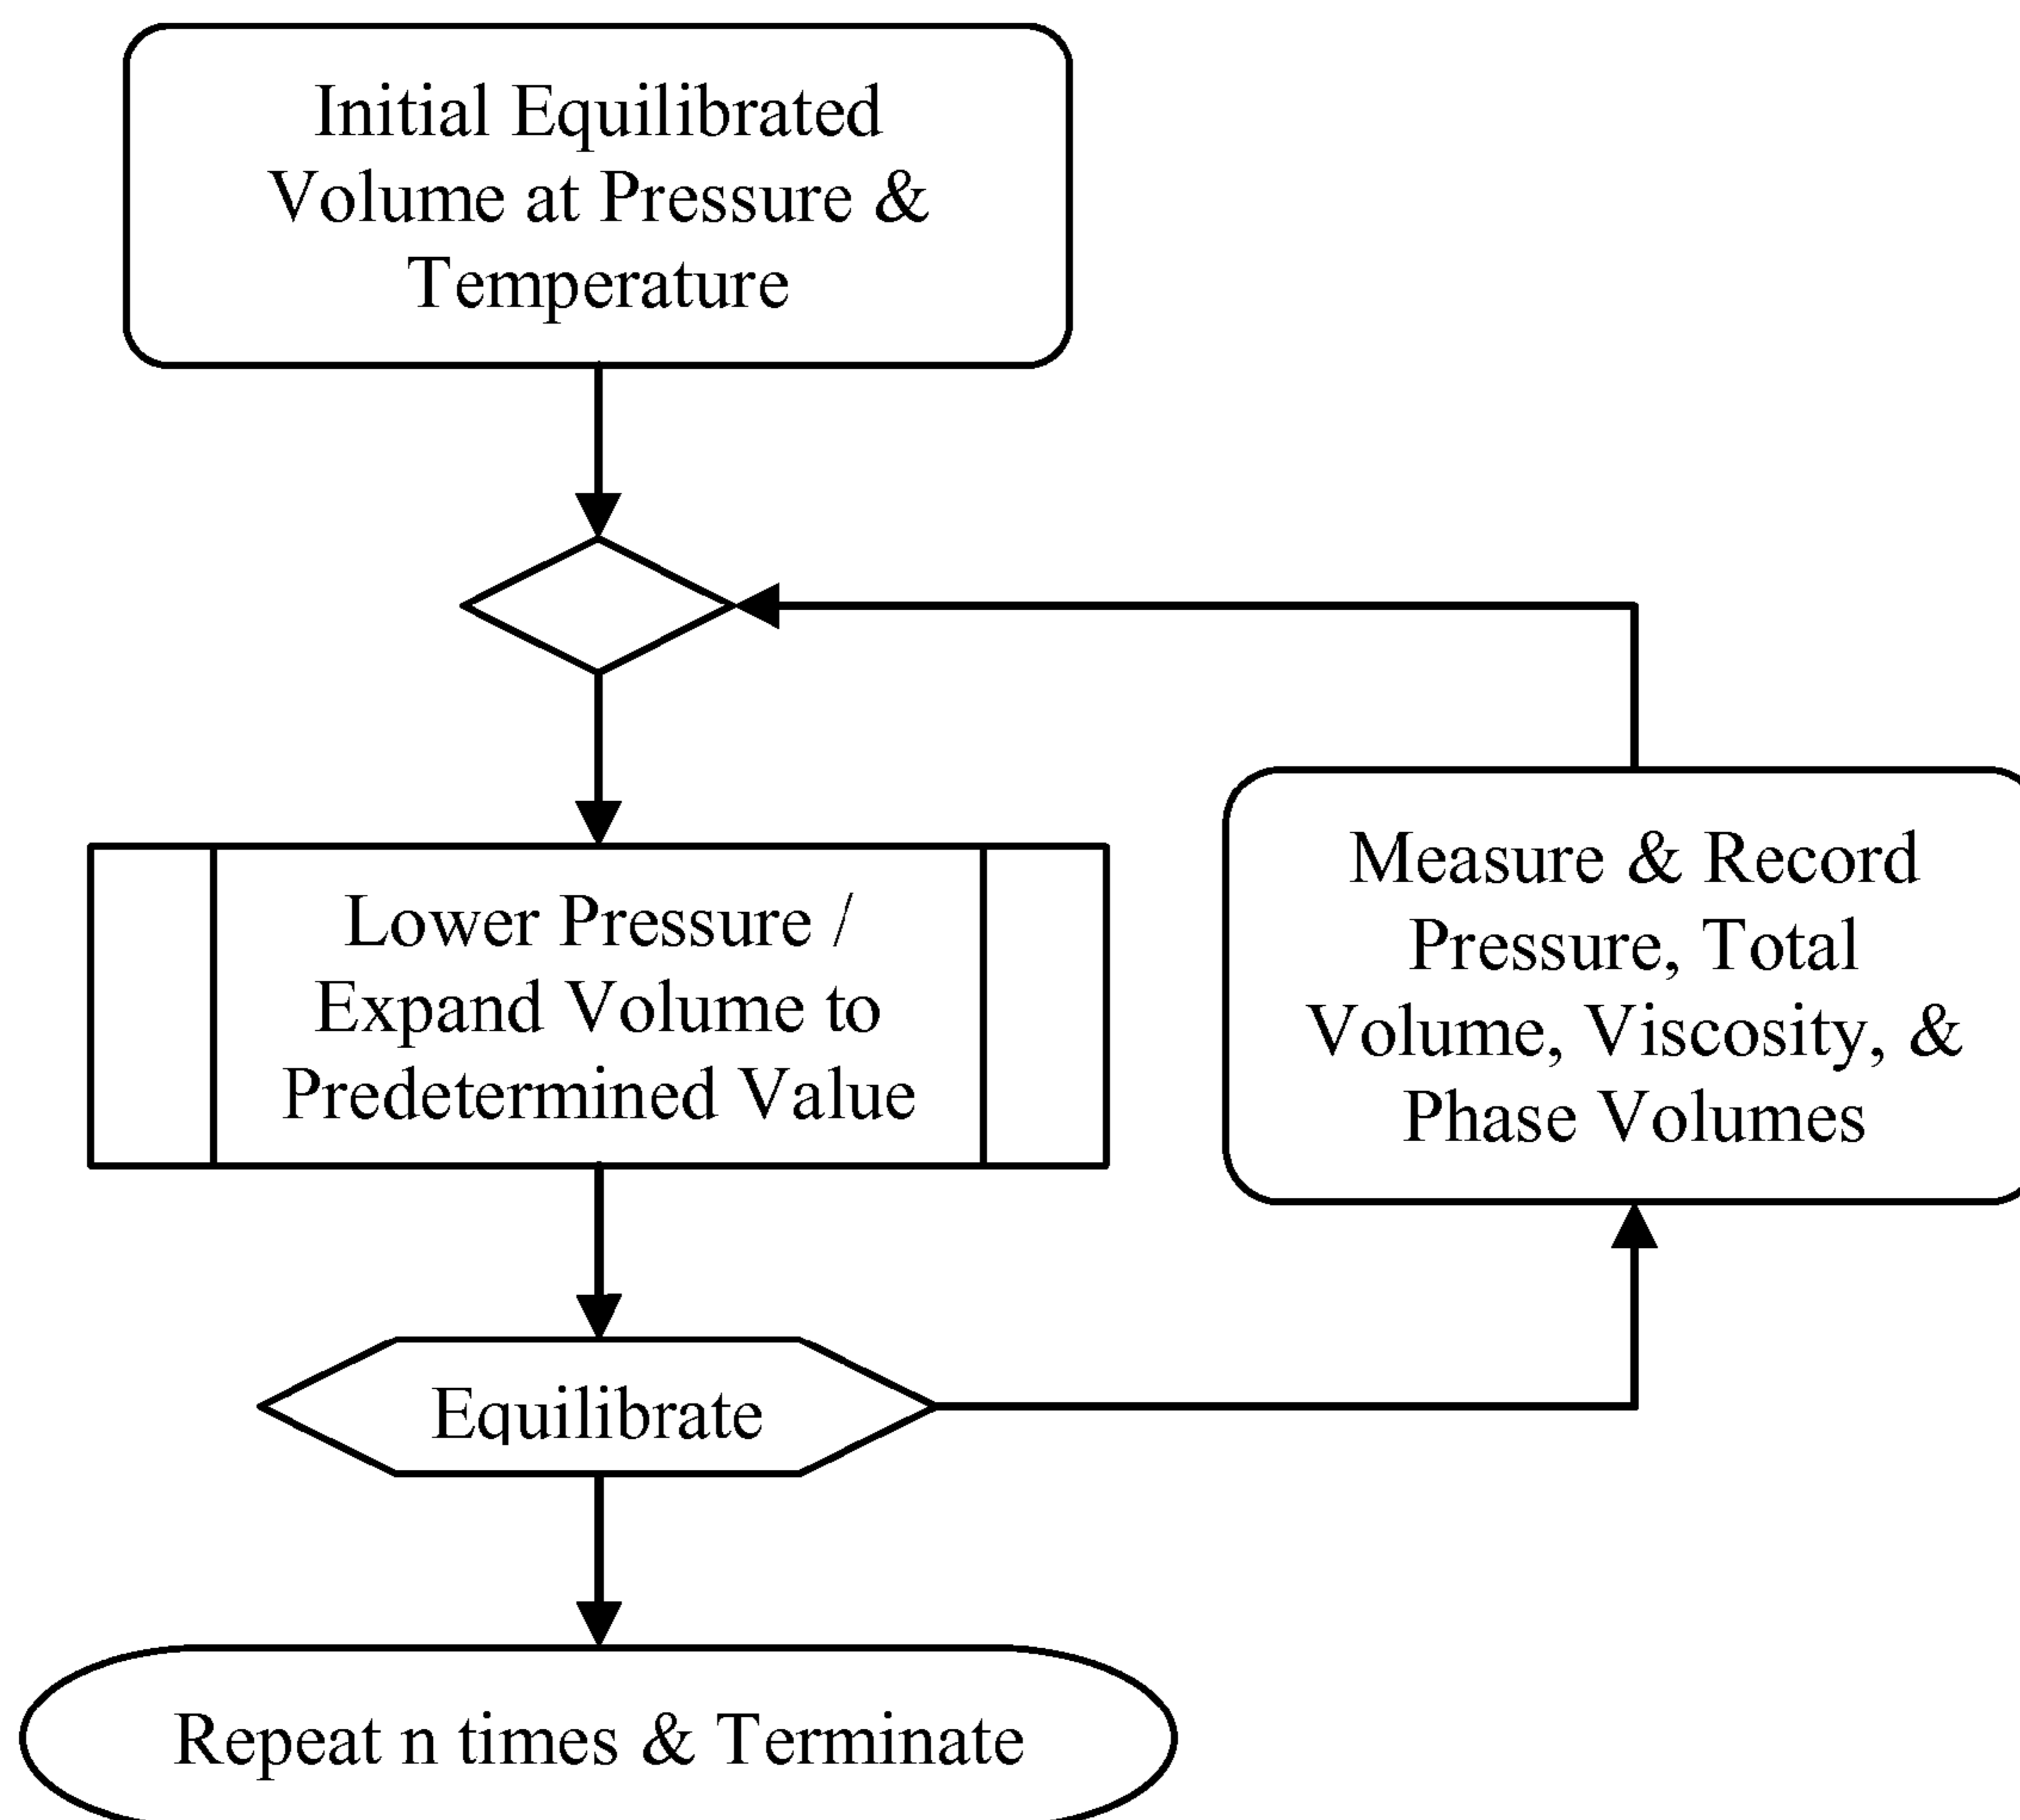 Initial Equilibrated
Volume at Pressure &
Temperature
Lower Pressure /
Expand Volume to
Predetermined Value
Measure & Record
Pressure, Total
Volume, Viscosity, &
Phase Volumes
Equilibrate
Repeat n times & Terminate